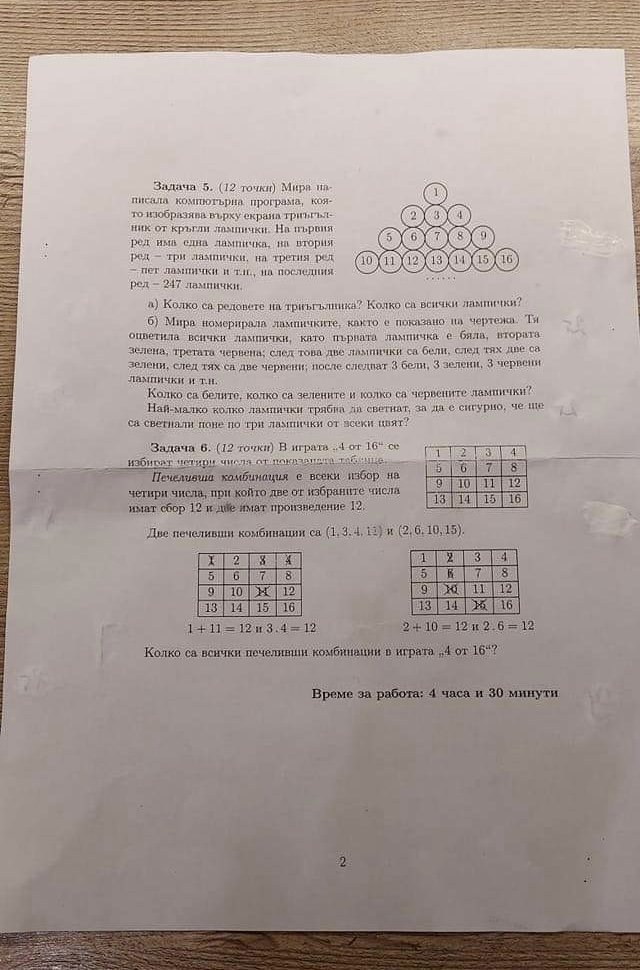 Задача 5. (12 точки) Мира на-
писала компютърна програма, коя-
то изобразява върху екрана триъгъл-
ник от кръгли лампички. На първия
ред има една лампичка, на втория
ред – три лампички, на третия ред
– пет лампички и т.н., на последния
ред – 247 лампички.
1
2 3 4
5 6 7 8 9
10 11 12 13 14 15 16
......
а) Колко са редовете на триъгълника? Колко са всички лампички?
б) Мира номерирала лампичките, както е показано на чертежа. Тя
оцветила всички лампички, като първата лампичка е бяла, втората
зелена, третата червена; след това две лампички са бели, след тях две са
зелени, след тях са две червени; после следват 3 бели, 3 зелени, 3 червени
лампички и т.н.
Колко са белите, колко са зелените и колко са червените лампички?
Най-малко колко лампички трябва да светнат, за да е сигурно, че ще
са светнали поне по три лампички от всеки цвят?
Задача 6. (12 точки) В играта „4 от 16“ се
избират четири числа от показаната таблица.
Печеливша комбинация е всеки избор на
четири числа, при който две от избраните числа
имат сбор 12 и две имат произведение 12.
1 2 3 4
5 6 7 8
9 10 11 12
13 14 15 16
Две печеливши комбинации са (1, 3, 4, 11) и (2, 6, 10, 15).
1 2 3 4
5 6 7 8
9 10 11 12
13 14 15 16
1 + 11 = 12 и 3 . 4 = 12
1 2 3 4
5 6 7 8
9 10 11 12
13 14 15 16
2 + 10 = 12 и 2 . 6 = 12
Колко са всички печеливши комбинации в играта „4 от 16“?
Време за работа: 4 часа и 30 минути
2